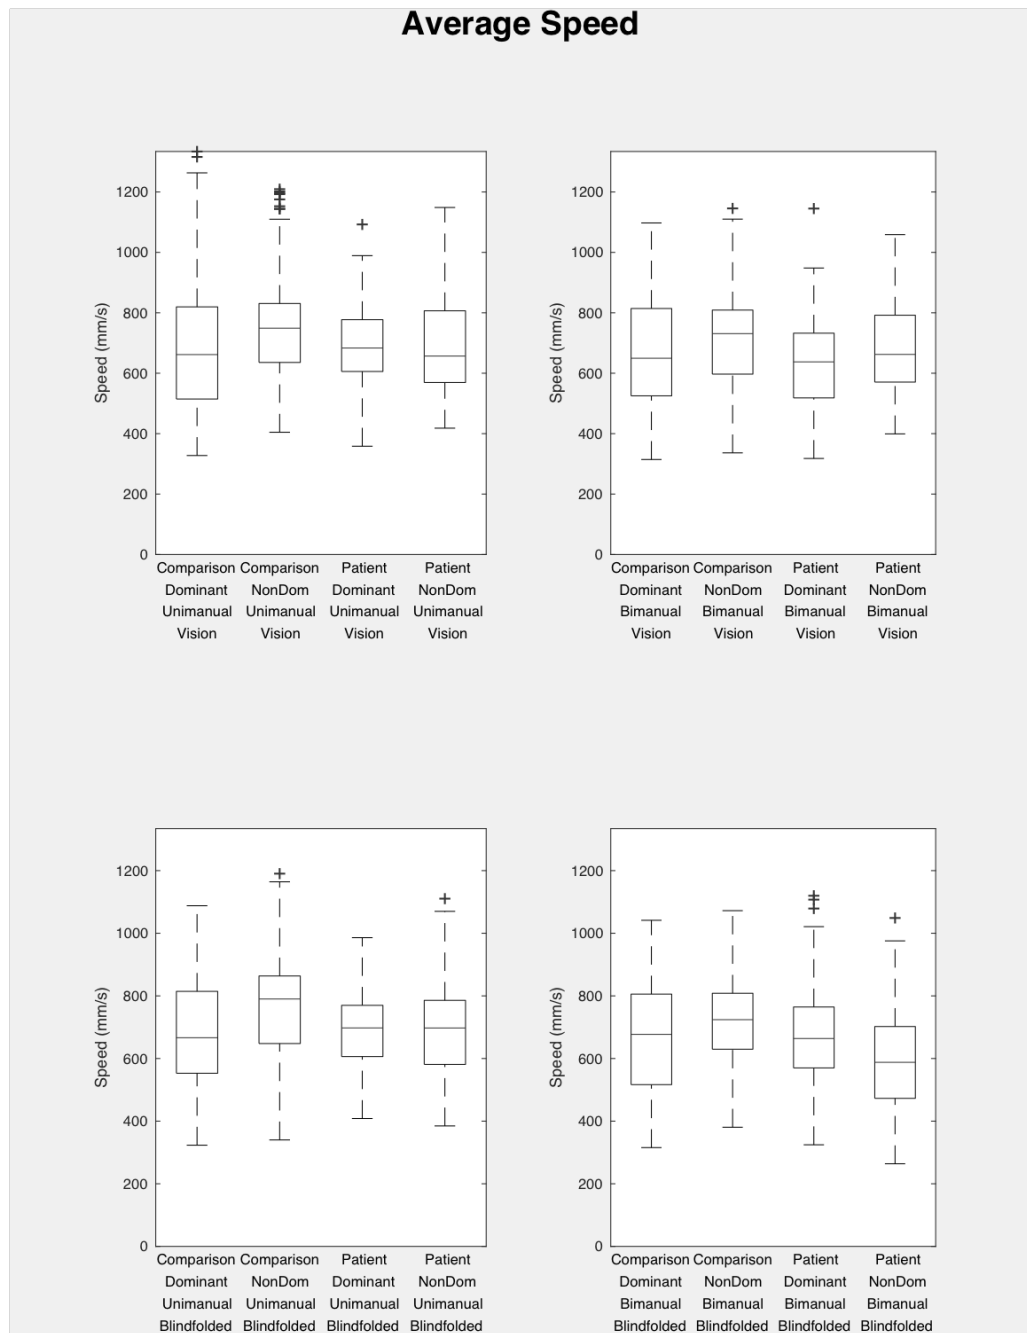 Average Speed
1200
1000
800
600
400
200
0
Speed (mm/s)
Comparison Comparison Patient Patient
Dominant NonDom Dominant NonDom
Unimanual Unimanual Unimanual Unimanual
Vision Vision Vision Vision
1200
1000
800
600
400
200
0
Speed (mm/s)
Comparison Comparison Patient Patient
Dominant NonDom Dominant NonDom
Bimanual Bimanual Bimanual Bimanual
Vision Vision Vision Vision
1200
1000
800
600
400
200
0
Speed (mm/s)
Comparison Comparison Patient Patient
Dominant NonDom Dominant NonDom
Unimanual Unimanual Unimanual Unimanual
Blindfolded Blindfolded Blindfolded Blindfolded
1200
1000
800
600
400
200
0
Speed (mm/s)
Comparison Comparison Patient Patient
Dominant NonDom Dominant NonDom
Bimanual Bimanual Bimanual Bimanual
Blindfolded Blindfolded Blindfolded Blindfolded